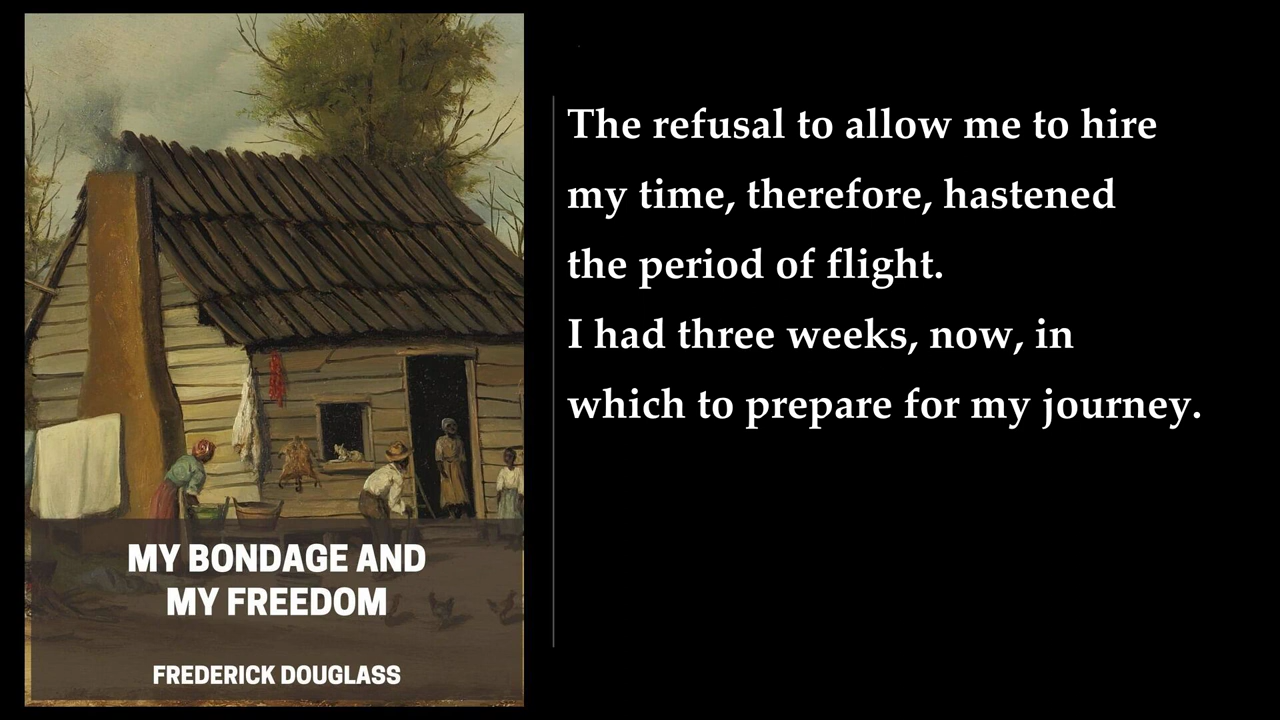 MY BONDAGE AND
MY FREEDOM
FREDERICK DOUGLASS
The refusal to allow me to hire
my time, therefore, hastened
the period of flight.
I had three weeks, now, in
which to prepare for my journey.